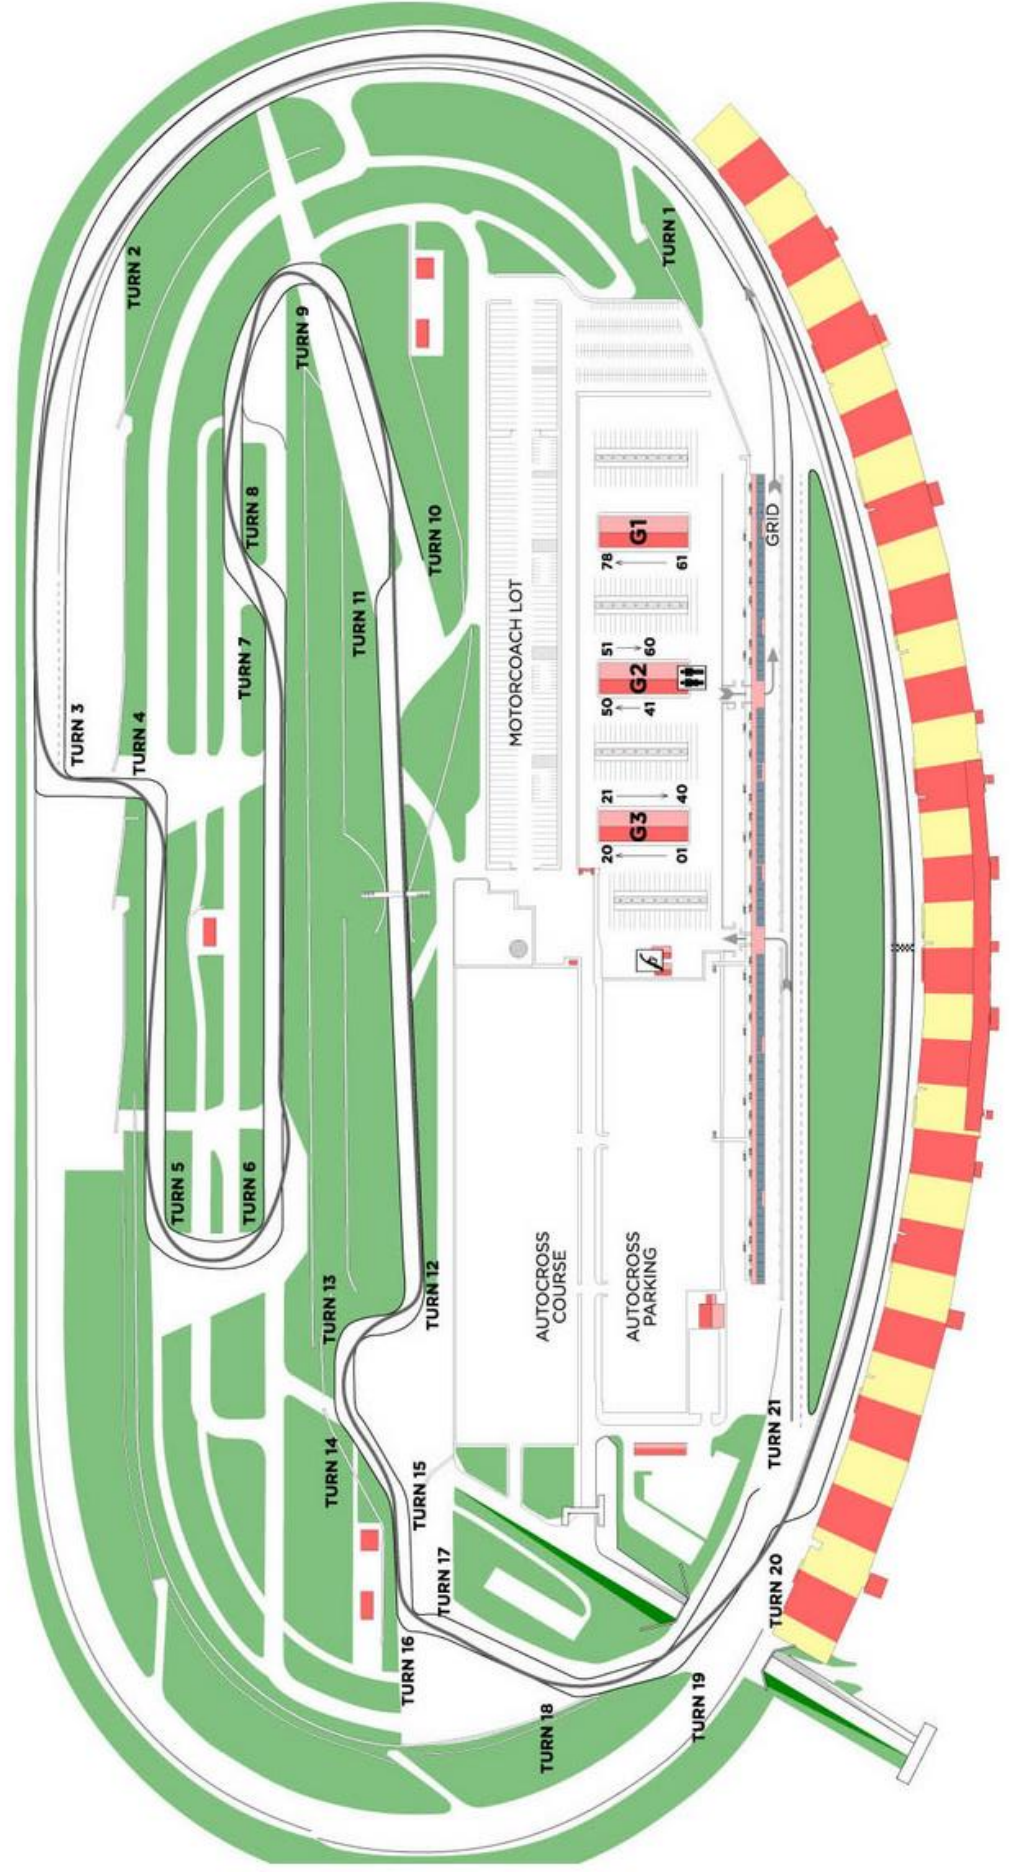 TURN 1
TURN 2
TURN 3
TURN 4
TURN 5
TURN 6
TURN 7
TURN 8
TURN 9
TURN 10
TURN 11
TURN 12
TURN 13
TURN 14
TURN 15
TURN 16
TURN 17
TURN 18
TURN 19
TURN 20
TURN 21
MOTORCOACH LOT
AUTOCROSS
COURSE
AUTOCROSS
PARKING
GRID
G1
78
61
51
60
G2
50
41
21
40
G3
20
01